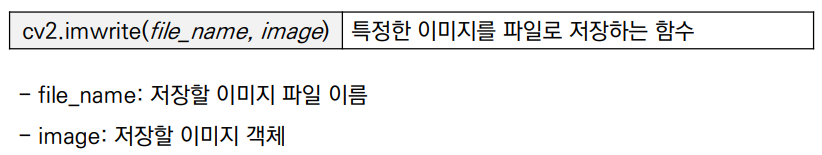 cv2.imwrite(file_name, image) 특정한 이미지를 파일로 저장하는 함수
– file_name: 저장할 이미지 파일 이름
– image: 저장할 이미지 객체